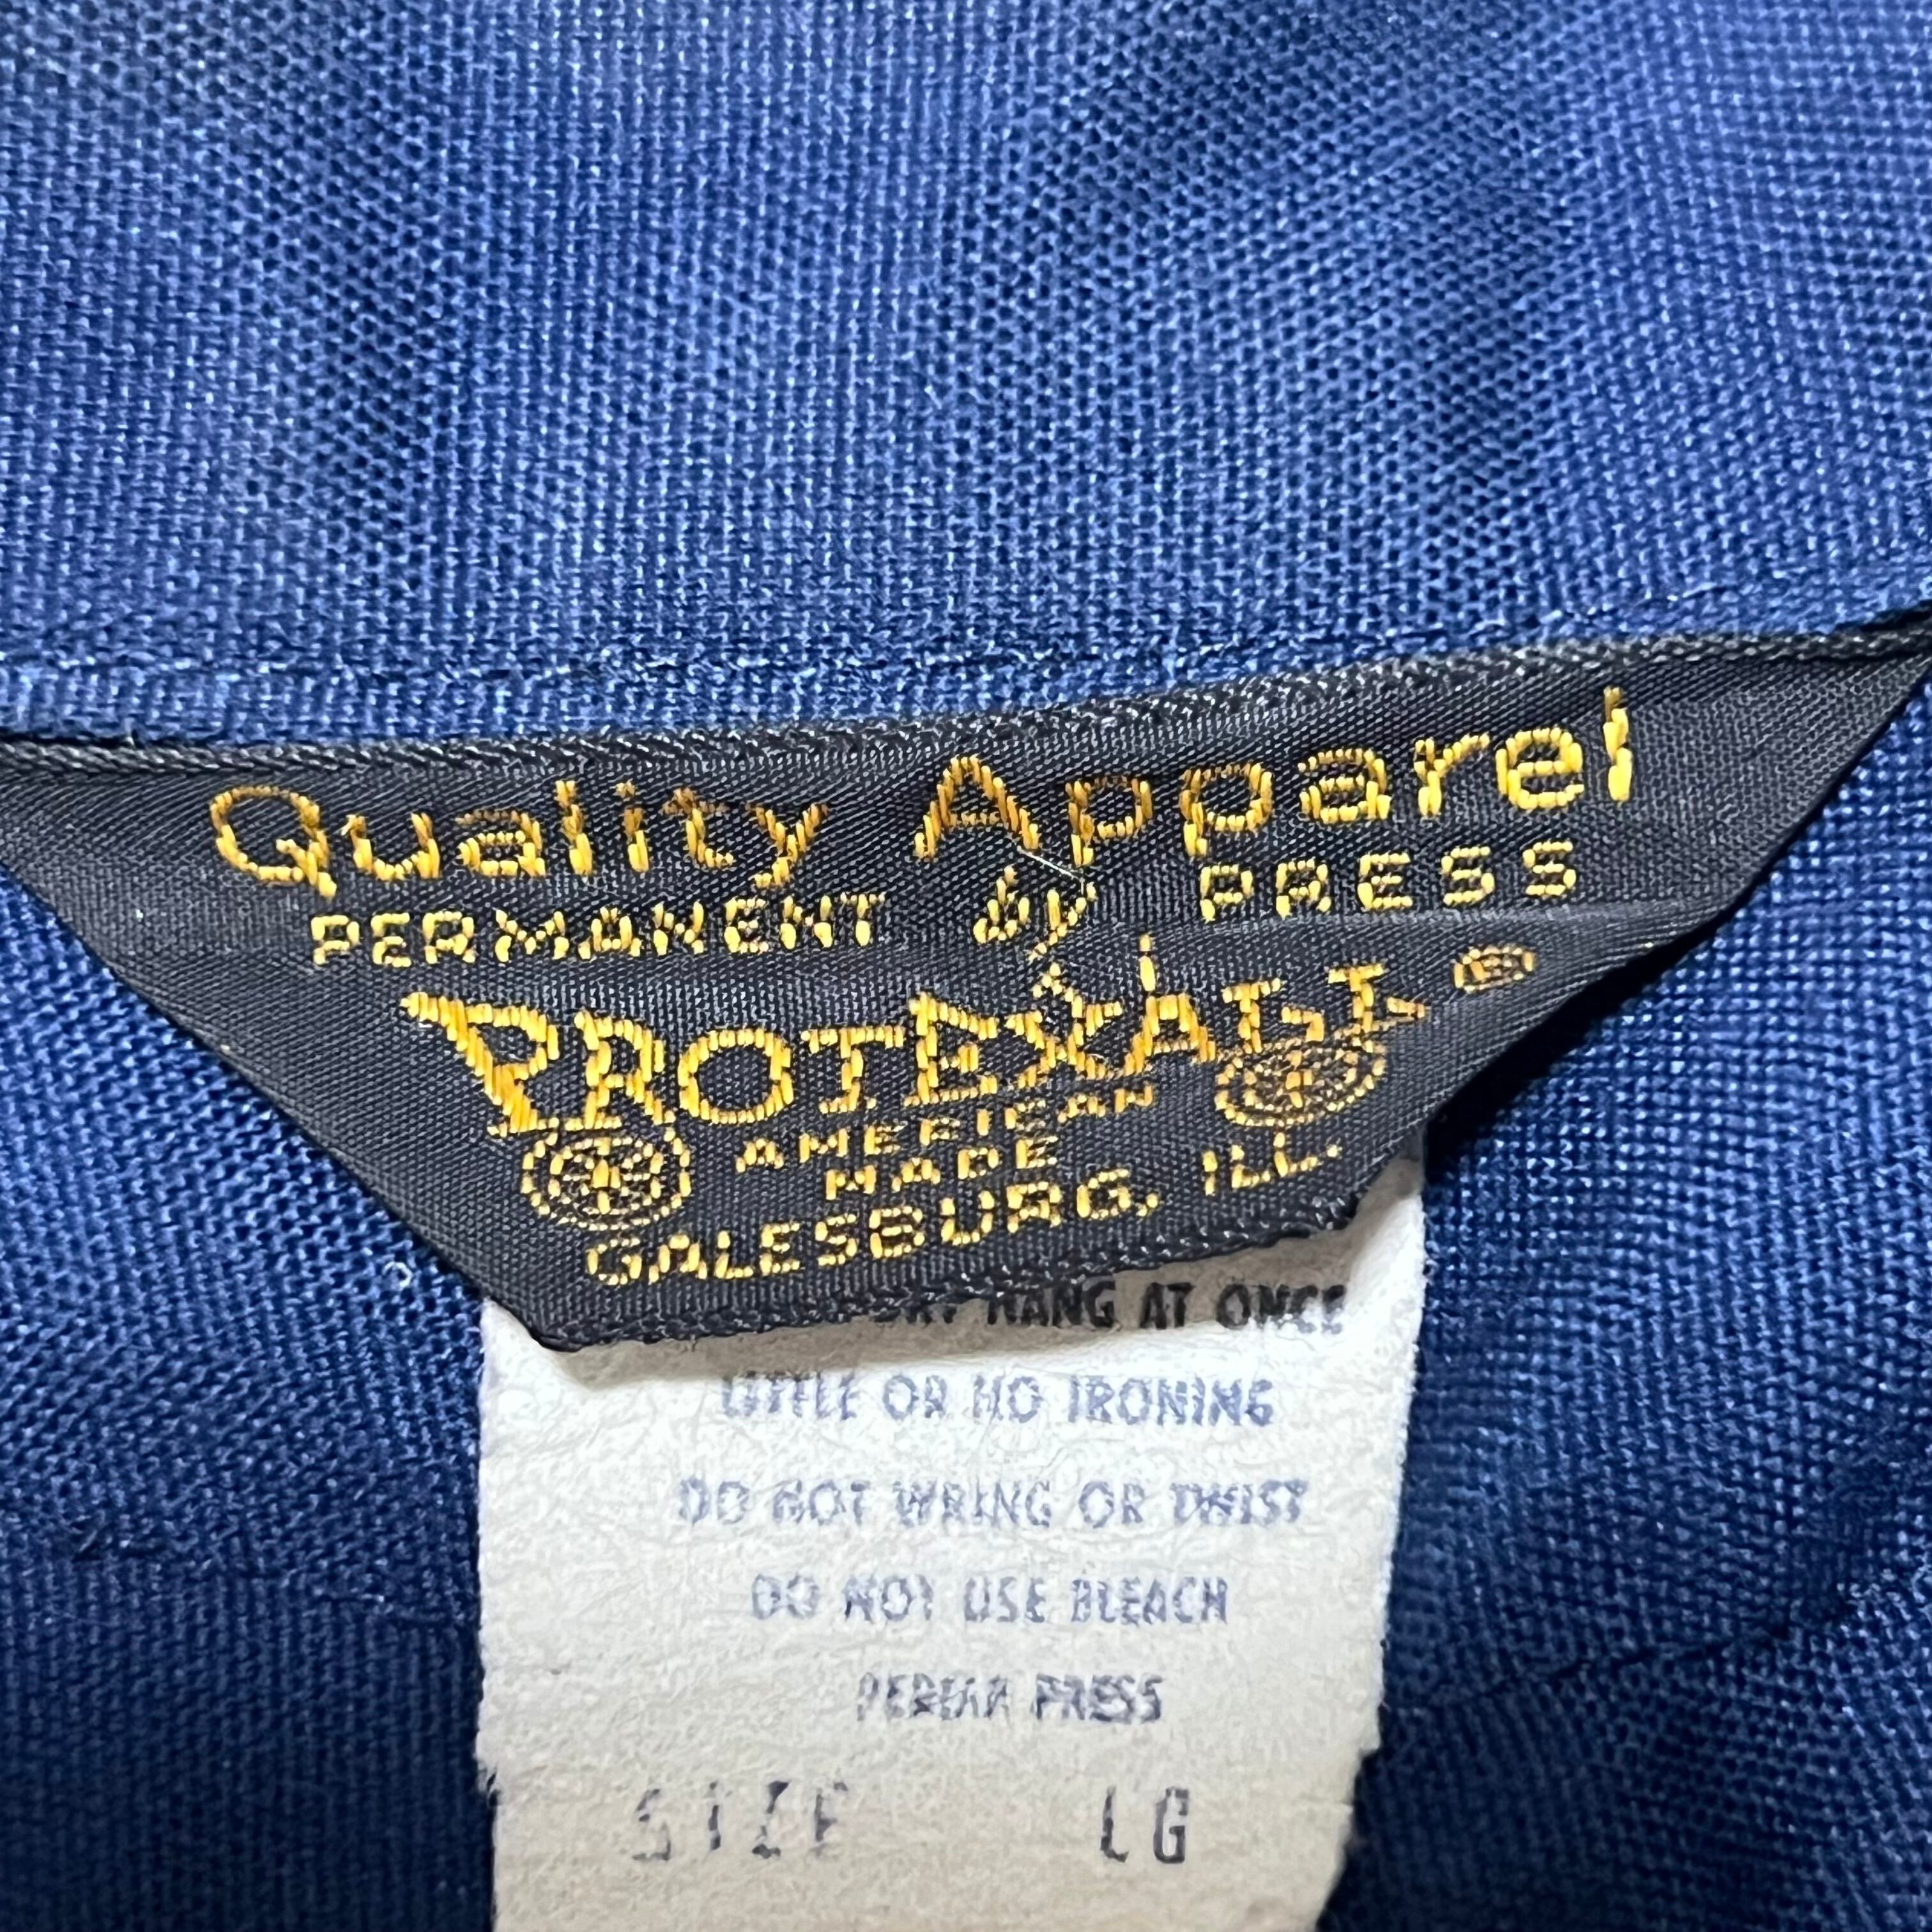 Quality Apparel
PERMANENT by PRESS
PROTEXALL ®
AMERICAN
MADE
GALESBURG, ILL.
HANG AT ONCE
LITTLE OR NO IRONING
DO NOT WRING OR TWIST
DO NOT USE BLEACH
PERMA PRESS
SIZE LG